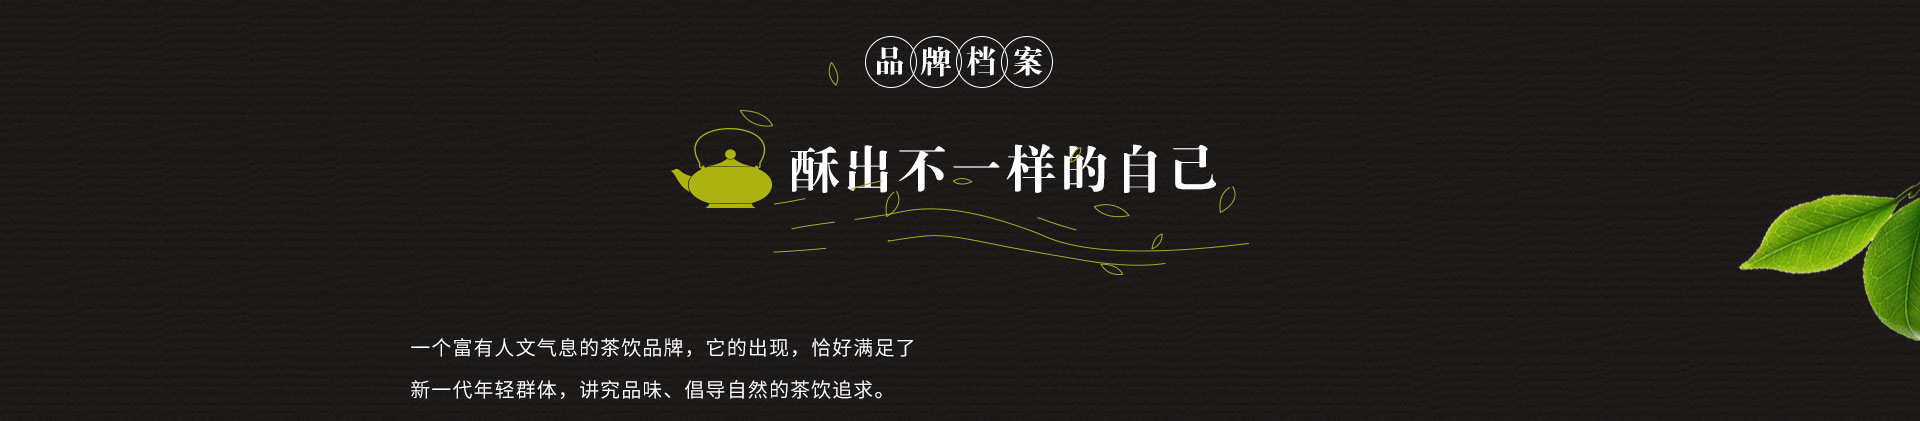 品牌档案
酥出不一样的自己
一个富有人文气息的茶饮品牌，它的出现，恰好满足了
新一代年轻群体，讲究品味、倡导自然的茶饮追求。